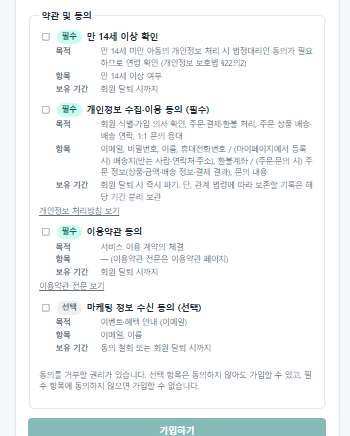 약관 및 동의
필수 만 14세 이상 확인
목적 만 14세 미만 아동의 개인정보 처리 시 법정대리인 동의가 필요
하므로 연령 확인 (개인정보 보호법 §22의2)
항목 만 14세 이상 여부
보유 기간 회원 탈퇴 시까지
필수 개인정보 수집·이용 동의 (필수)
목적 회원 식별·가입 의사 확인, 주문·결제·환불 처리, 주문 상품 배송·
배송 연락, 1:1 문의 응대
항목 이메일, 비밀번호, 이름, 휴대전화번호 / (마이페이지에서 등록
시) 배송지(받는 사람·연락처·주소), 환불계좌 / (주문·문의 시) 주
문 정보(상품·금액·배송 정보·결제 결과), 문의 내용
보유 기간 회원 탈퇴 시 즉시 파기. 단, 관계 법령에 따라 보존할 기록은 해
당 기간 분리 보관
개인정보 처리방침 보기
필수 이용약관 동의
목적 서비스 이용 계약의 체결
항목 — (이용약관 전문은 이용약관 페이지)
보유 기간 회원 탈퇴 시까지
이용약관 전문 보기
선택 마케팅 정보 수신 동의 (선택)
목적 이벤트·혜택 안내 (이메일)
항목 이메일, 이름
보유 기간 동의 철회 또는 회원 탈퇴 시까지
동의를 거부할 권리가 있습니다. 선택 항목은 동의하지 않아도 가입할 수 있고, 필
수 항목에 동의하지 않으면 가입할 수 없습니다.
가입하기